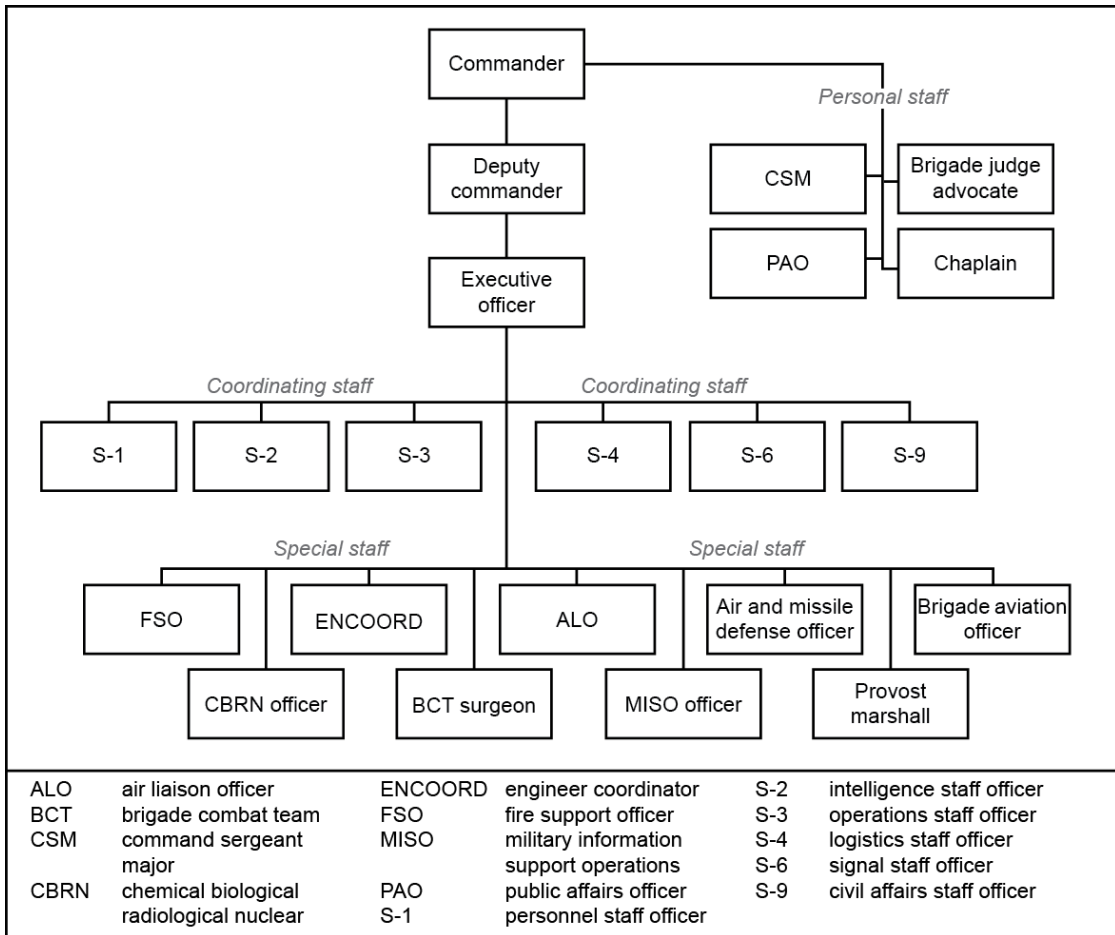 Commander
Personal staff
Deputy
commander
CSM
Brigade judge
advocate
PAO
Chaplain
Executive
officer
Coordinating staff
Coordinating staff
S-1
S-2
S-3
S-4
S-6
S-9
Special staff
Special staff
FSO
ENCOORD
ALO
Air and missile
defense officer
Brigade aviation
officer
CBRN officer
BCT surgeon
MISO officer
Provost
marshall
ALO air liaison officer
BCT brigade combat team
CSM command sergeant
major
CBRN chemical biological
radiological nuclear
ENCOORD engineer coordinator
FSO fire support officer
MISO military information
support operations
PAO public affairs officer
S-1 personnel staff officer
S-2 intelligence staff officer
S-3 operations staff officer
S-4 logistics staff officer
S-6 signal staff officer
S-9 civil affairs staff officer